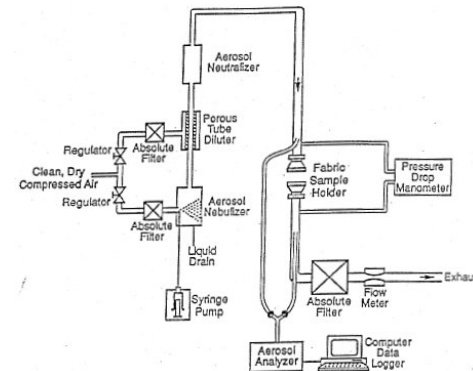 Aerosol
Neutralizer
Porous
Tube
Diluter
Absolute
Filter
Regulator
Clean, Dry
Compressed Air
Regulator
Absolute
Filter
Aerosol
Nebulizer
Liquid
Drain
Syringe
Pump
Fabric
Sample
Holder
Pressure
Drop
Manometer
Absolute
Filter
Flow
Meter
Exhau
Aerosol
Analyzer
Computer
Data
Logger